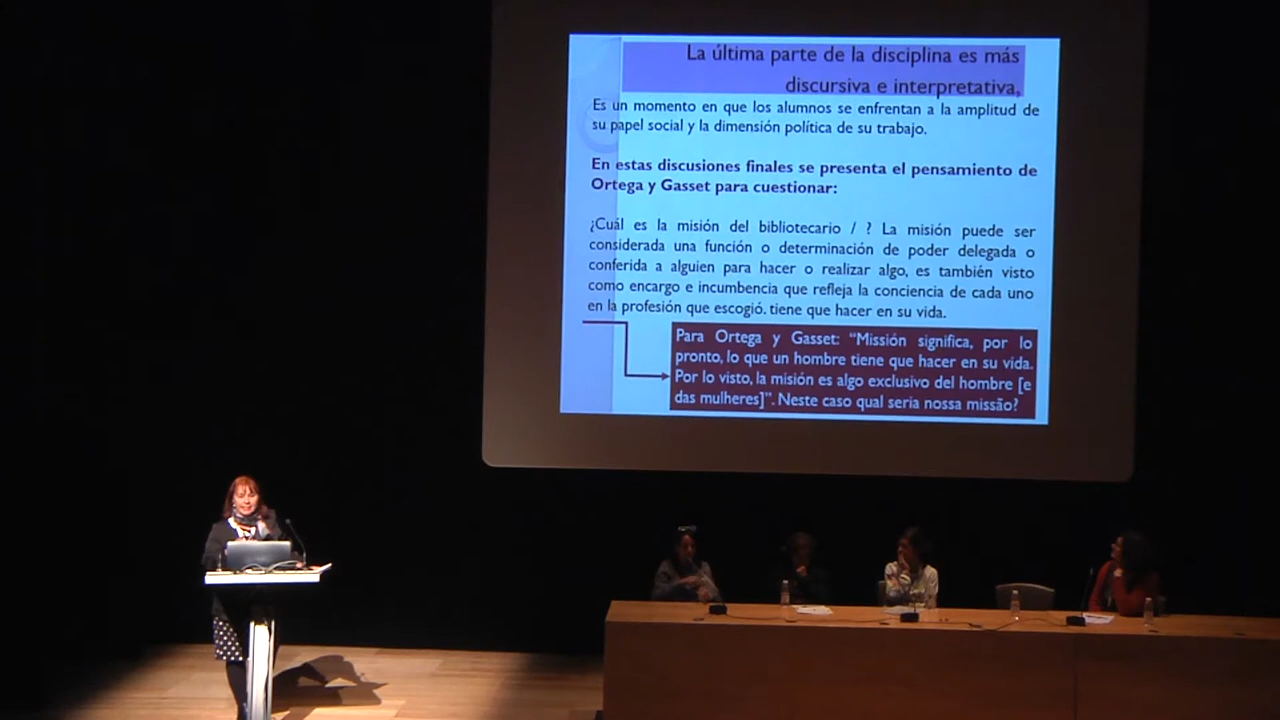 La última parte de la disciplina es más
discursiva e interpretativa,
Es un momento en que los alumnos se enfrentan a la amplitud de
su papel social y la dimensión política de su trabajo.
En estas discusiones finales se presenta el pensamiento de
Ortega y Gasset para cuestionar:
¿Cuál es la misión del bibliotecario / ? La misión puede ser
considerada una función o determinación de poder delegada o
conferida a alguien para hacer o realizar algo, es también visto
como encargo e incumbencia que refleja la conciencia de cada uno
en la profesión que escogió. tiene que hacer en su vida.
Para Ortega y Gasset: “Missión significa, por lo
pronto, lo que un hombre tiene que hacer en su vida.
Por lo visto, la misión es algo exclusivo del hombre [e
das mulheres]”. Neste caso qual seria nossa missão?